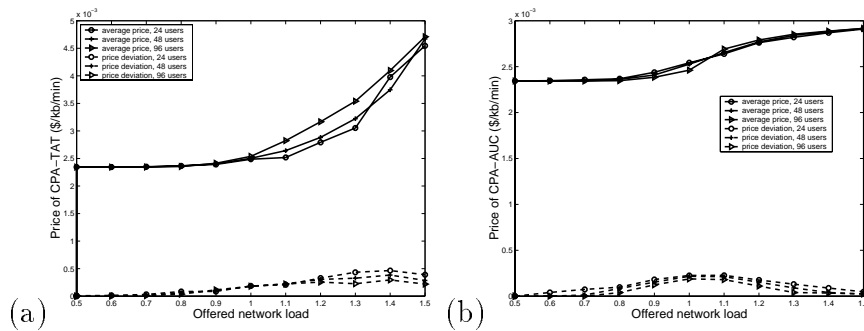 x 10⁻³
5
4.5
4
3.5
3
2.5
2
1.5
1
0.5
0
Price of CPA−TAT ($/kb/min)
average price, 24 users
average price, 48 users
average price, 96 users
price deviation, 24 users
price deviation, 48 users
price deviation, 96 users
0.5 0.6 0.7 0.8 0.9 1 1.1 1.2 1.3 1.4 1.5
Offered network load
(a)
x 10⁻³
3
2.5
2
1.5
1
0.5
0
Price of CPA−AUC ($/kb/min)
average price, 24 users
average price, 48 users
average price, 96 users
price deviation, 24 users
price deviation, 48 users
price deviation, 96 users
0.5 0.6 0.7 0.8 0.9 1 1.1 1.2 1.3 1.4
Offered network load
(b)